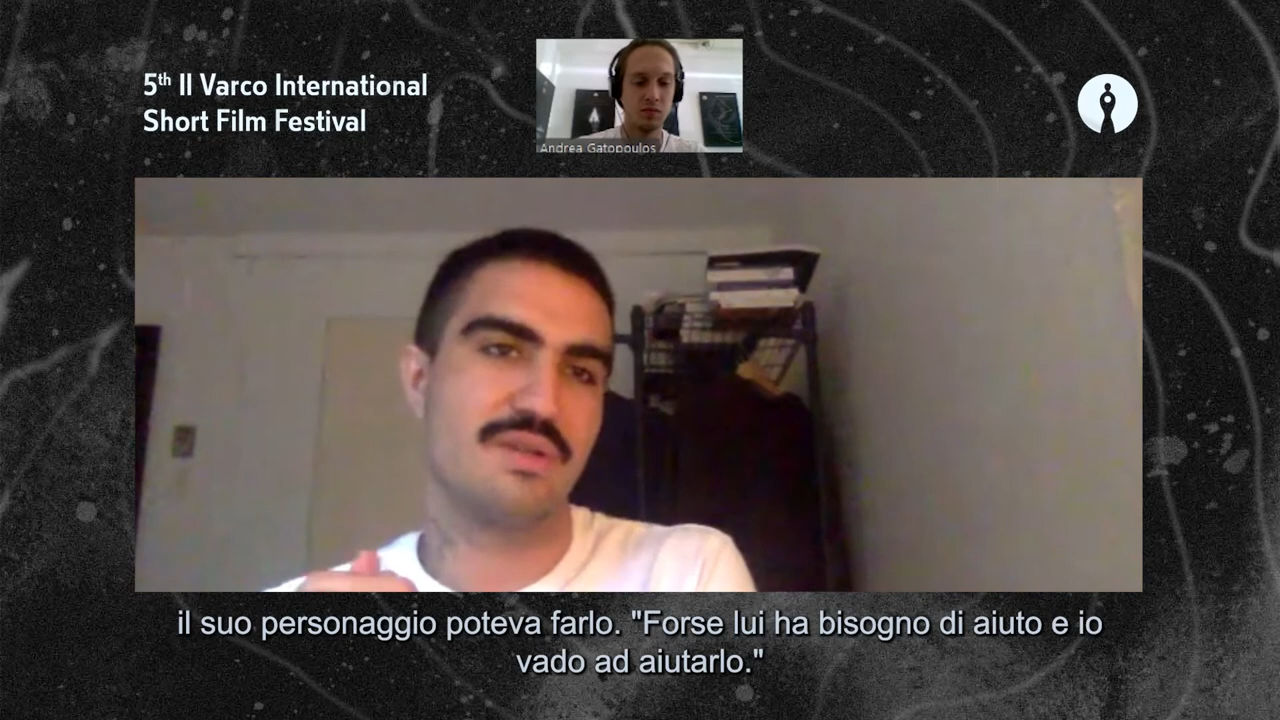 5th Il Varco International
Short Film Festival
Andrea Gatopoulos
il suo personaggio poteva farlo. "Forse lui ha bisogno di aiuto e io
vado ad aiutarlo."